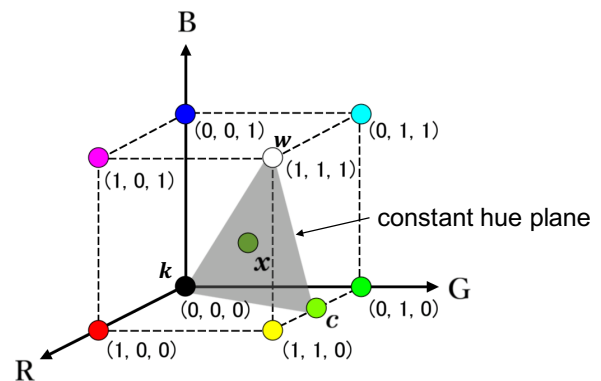 B
(0, 0, 1)
w
(0, 1, 1)
(1, 0, 1)
(1, 1, 1)
constant hue plane
x
k
G
(0, 0, 0)
c
(0, 1, 0)
(1, 0, 0)
(1, 1, 0)
R